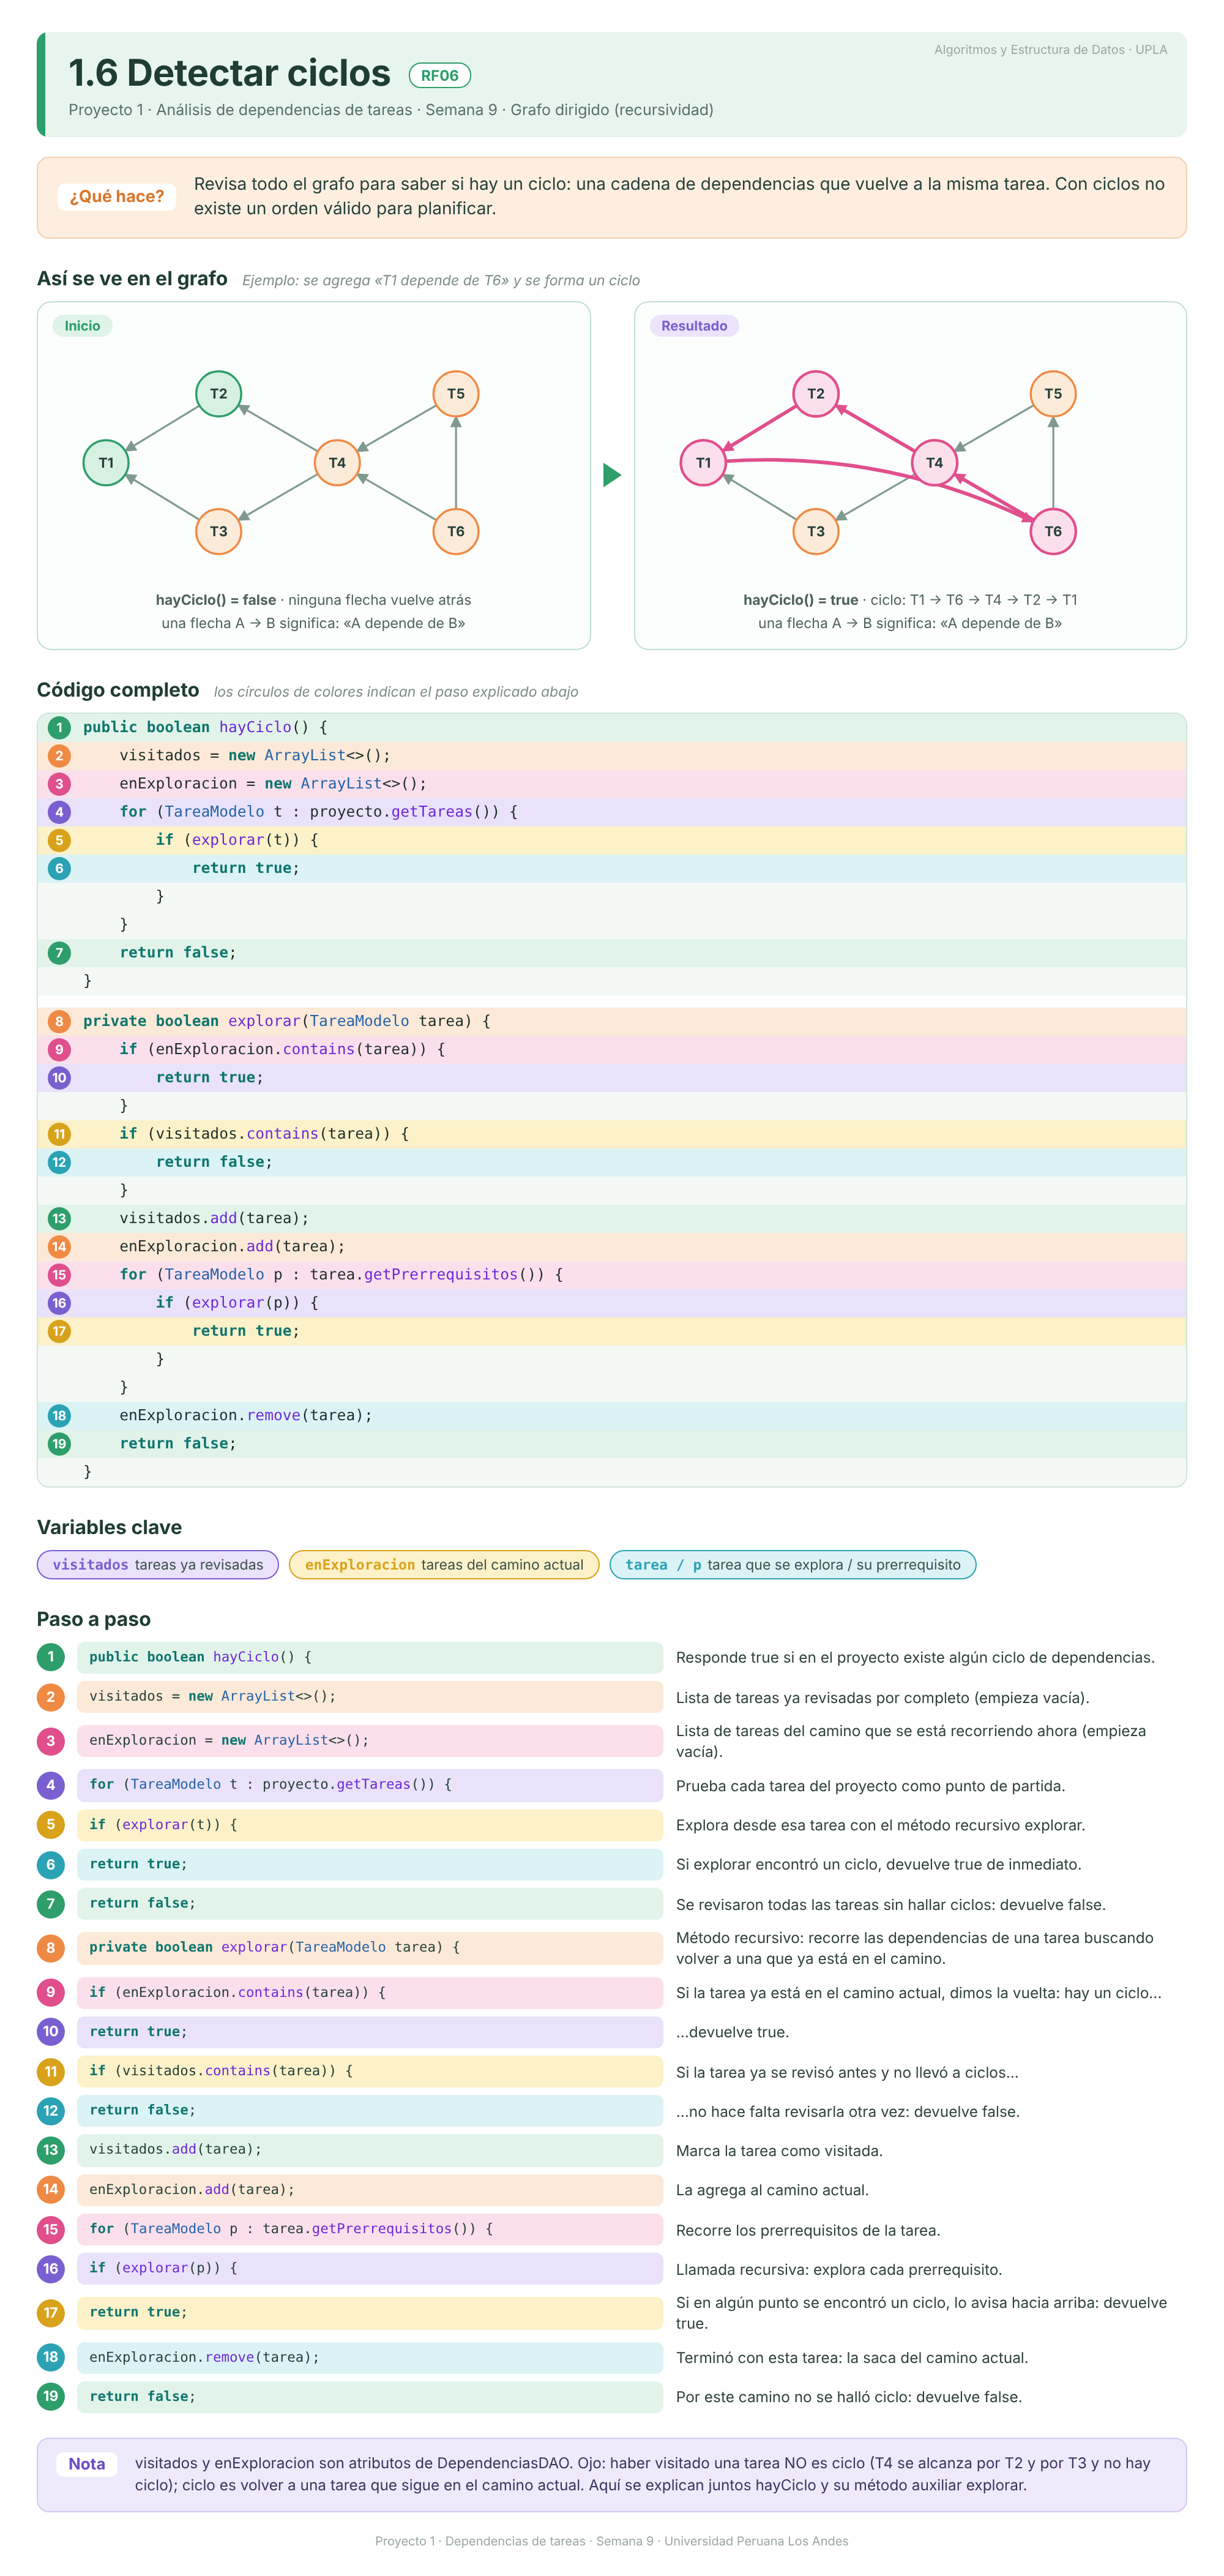 Algoritmos y Estructura de Datos · UPLA
1.6 Detectar ciclos RF06
Proyecto 1 · Análisis de dependencias de tareas · Semana 9 · Grafo dirigido (recursividad)
¿Qué hace?
Revisa todo el grafo para saber si hay un ciclo: una cadena de dependencias que vuelve a la misma tarea. Con ciclos no
existe un orden válido para planificar.
Así se ve en el grafo Ejemplo: se agrega «T1 depende de T6» y se forma un ciclo
Inicio
T2
T5
T1
T4
T3
T6
hayCiclo() = false · ninguna flecha vuelve atrás
una flecha A → B significa: «A depende de B»
Resultado
T2
T5
T1
T4
T3
T6
hayCiclo() = true · ciclo: T1 → T6 → T4 → T2 → T1
una flecha A → B significa: «A depende de B»
Código completo los círculos de colores indican el paso explicado abajo
1 public boolean hayCiclo() {
2 visitados = new ArrayList<>();
3 enExploracion = new ArrayList<>();
4 for (TareaModelo t : proyecto.getTareas()) {
5 if (explorar(t)) {
6 return true;
}
}
7 return false;
}
8 private boolean explorar(TareaModelo tarea) {
9 if (enExploracion.contains(tarea)) {
10 return true;
}
11 if (visitados.contains(tarea)) {
12 return false;
}
13 visitados.add(tarea);
14 enExploracion.add(tarea);
15 for (TareaModelo p : tarea.getPrerrequisitos()) {
16 if (explorar(p)) {
17 return true;
}
}
18 enExploracion.remove(tarea);
19 return false;
}
Variables clave
visitados tareas ya revisadas
enExploracion tareas del camino actual
tarea / p tarea que se explora / su prerrequisito
Paso a paso
1 public boolean hayCiclo() { Responde true si en el proyecto existe algún ciclo de dependencias.
2 visitados = new ArrayList<>(); Lista de tareas ya revisadas por completo (empieza vacía).
3 enExploracion = new ArrayList<>(); Lista de tareas del camino que se está recorriendo ahora (empieza
vacía).
4 for (TareaModelo t : proyecto.getTareas()) { Prueba cada tarea del proyecto como punto de partida.
5 if (explorar(t)) { Explora desde esa tarea con el método recursivo explorar.
6 return true; Si explorar encontró un ciclo, devuelve true de inmediato.
7 return false; Se revisaron todas las tareas sin hallar ciclos: devuelve false.
8 private boolean explorar(TareaModelo tarea) { Método recursivo: recorre las dependencias de una tarea buscando
volver a una que ya está en el camino.
9 if (enExploracion.contains(tarea)) { Si la tarea ya está en el camino actual, dimos la vuelta: hay un ciclo...
10 return true; ...devuelve true.
11 if (visitados.contains(tarea)) { Si la tarea ya se revisó antes y no llevó a ciclos...
12 return false; ...no hace falta revisarla otra vez: devuelve false.
13 visitados.add(tarea); Marca la tarea como visitada.
14 enExploracion.add(tarea); La agrega al camino actual.
15 for (TareaModelo p : tarea.getPrerrequisitos()) { Recorre los prerrequisitos de la tarea.
16 if (explorar(p)) { Llamada recursiva: explora cada prerrequisito.
17 return true; Si en algún punto se encontró un ciclo, lo avisa hacia arriba: devuelve
true.
18 enExploracion.remove(tarea); Terminó con esta tarea: la saca del camino actual.
19 return false; Por este camino no se halló ciclo: devuelve false.
Nota
visitados y enExploracion son atributos de DependenciasDAO. Ojo: haber visitado una tarea NO es ciclo (T4 se alcanza por T2 y por T3 y no hay
ciclo); ciclo es volver a una tarea que sigue en el camino actual. Aquí se explican juntos hayCiclo y su método auxiliar explorar.
Proyecto 1 · Dependencias de tareas · Semana 9 · Universidad Peruana Los Andes